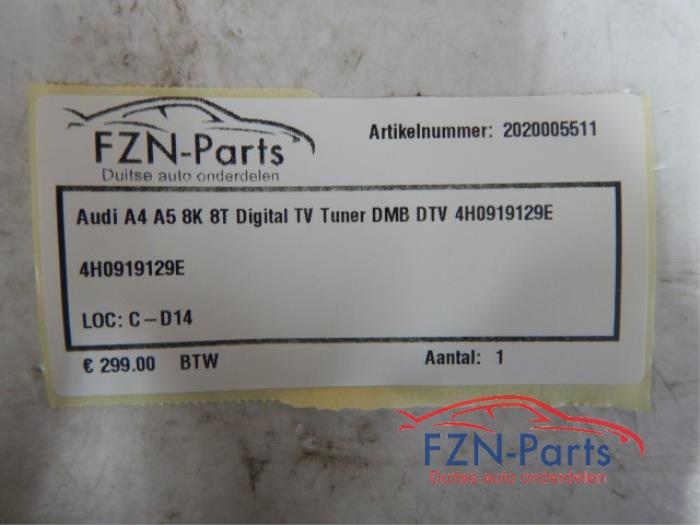 FZN-Parts
Duitse auto onderdelen
Artikelnummer: 2020005511
Audi A4 A5 8K 8T Digital TV Tuner DMB DTV 4H0919129E
4H0919129E
LOC: C-D14
€ 299.00 BTW
Aantal: 1
FZN-Parts
Duitse auto onderdelen